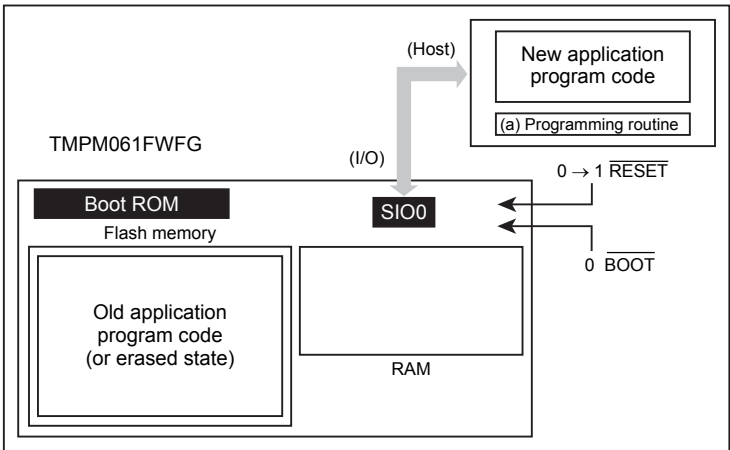 (Host)
New application
program code
(a) Programming routine
TMPM061FWFG
(I/O)
0 → 1 RESET
Boot ROM
SIO0
Flash memory
0 BOOT
Old application
program code
(or erased state)
RAM